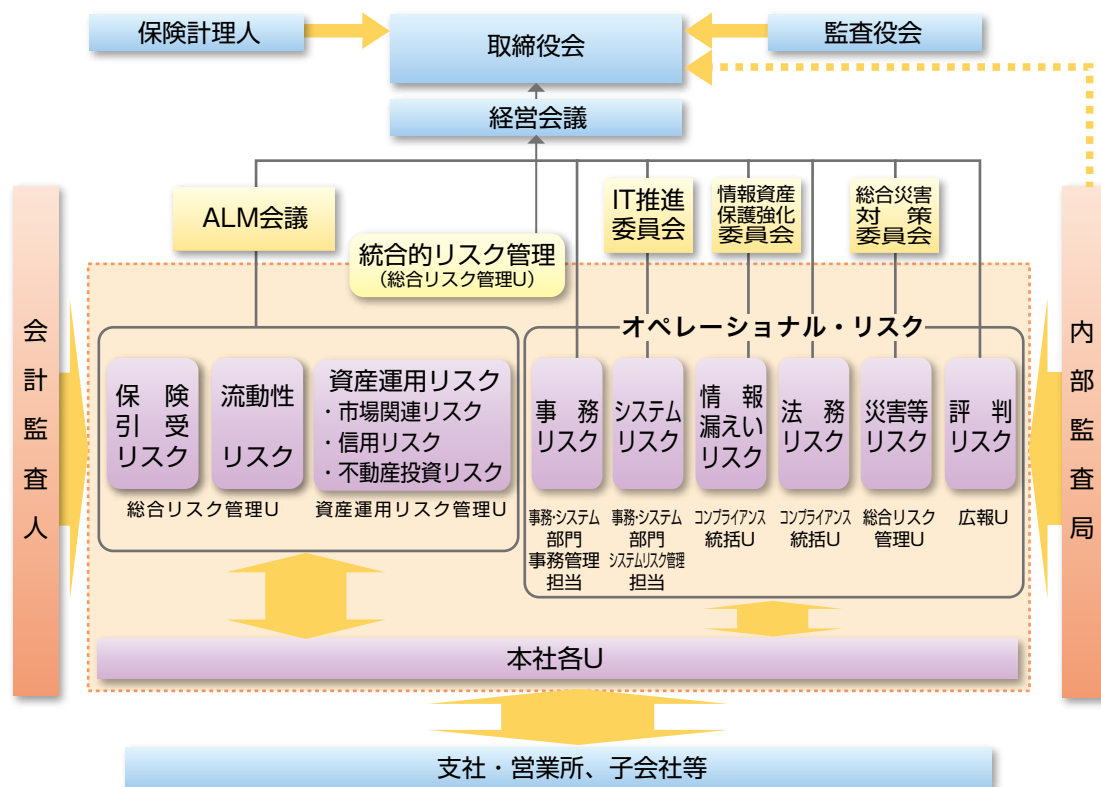 保険計理人
取締役会
監査役会
経営会議
ALM会議
統合的リスク管理
(総合リスク管理U)
IT推進
委員会
情報資産
保護強化
委員会
総合災害
対　策
委員会
会計監査人
内部監査局
オペレーショナル・リスク
保　険
引　受
リスク
流動性
リスク
資産運用リスク
・市場関連リスク
・信用リスク
・不動産投資リスク
総合リスク管理U
資産運用リスク管理U
事　務
リスク
システム
リスク
情　報
漏えい
リスク
法　務
リスク
災害等
リスク
評　判
リスク
事務・システム
部門
事務管理
担当
事務・システム
部門
システムリスク管理
担当
コンプライアンス
統括U
コンプライアンス
統括U
総合リスク
管理U
広報U
本社各U
支社・営業所、子会社等